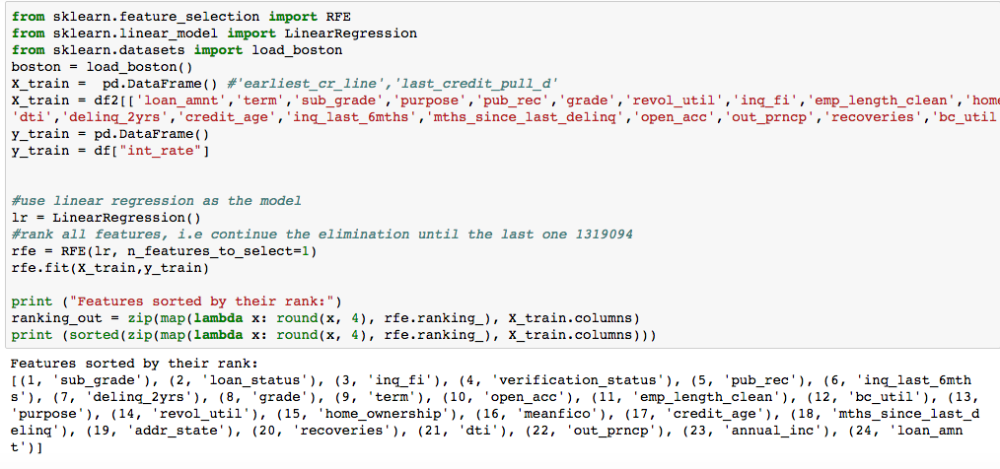 from sklearn.feature_selection import RFE
from sklearn.linear_model import LinearRegression
from sklearn.datasets import load_boston
boston = load_boston()
X_train =  pd.DataFrame() #'earliest_cr_line','last_credit_pull_d'
X_train = df2[['loan_amnt','term','sub_grade','purpose','pub_rec','grade','revol_util','inq_fi','emp_length_clean','home
'dti','delinq_2yrs','credit_age','inq_last_6mths','mths_since_last_delinq','open_acc','out_prncp','recoveries','bc_util
y_train = pd.DataFrame()
y_train = df["int_rate"]
#use linear regression as the model
lr = LinearRegression()
#rank all features, i.e continue the elimination until the last one 1319094
rfe = RFE(lr, n_features_to_select=1)
rfe.fit(X_train,y_train)
print ("Features sorted by their rank:")
ranking_out = zip(map(lambda x: round(x, 4), rfe.ranking_), X_train.columns)
print (sorted(zip(map(lambda x: round(x, 4), rfe.ranking_), X_train.columns)))
Features sorted by their rank:
[(1, 'sub_grade'), (2, 'loan_status'), (3, 'inq_fi'), (4, 'verification_status'), (5, 'pub_rec'), (6, 'inq_last_6mth
s'), (7, 'delinq_2yrs'), (8, 'grade'), (9, 'term'), (10, 'open_acc'), (11, 'emp_length_clean'), (12, 'bc_util'), (13,
'purpose'), (14, 'revol_util'), (15, 'home_ownership'), (16, 'meanfico'), (17, 'credit_age'), (18, 'mths_since_last_d
elinq'), (19, 'addr_state'), (20, 'recoveries'), (21, 'dti'), (22, 'out_prncp'), (23, 'annual_inc'), (24, 'loan_amn
t')]